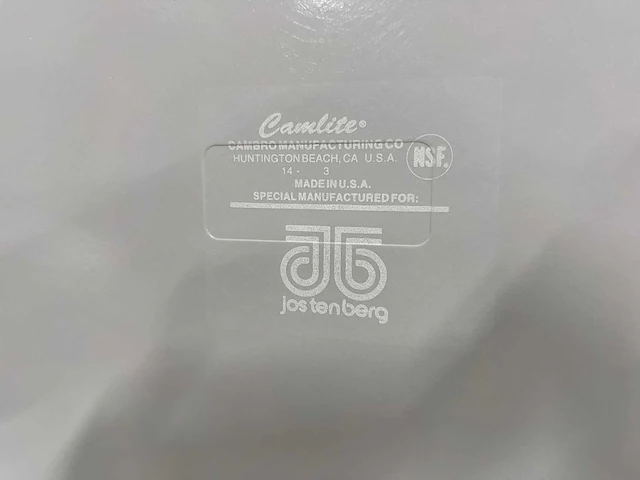 Camlite®
CAMBRO MANUFACTURING CO
HUNTINGTON BEACH, CA U.S.A.
NSF.
14 - 3
MADE IN U.S.A.
SPECIAL MANUFACTURED FOR:
jostenberg